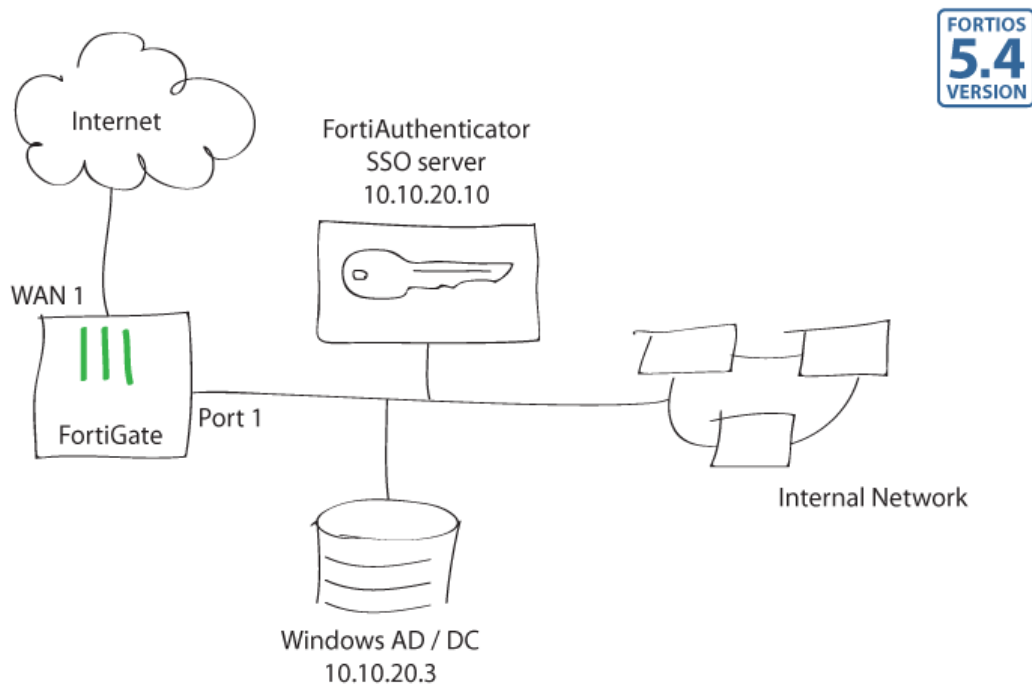 FORTIOS
5.4
VERSION
Internet
FortiAuthenticator
SSO server
10.10.20.10
WAN 1
FortiGate
Port 1
Internal Network
Windows AD / DC
10.10.20.3